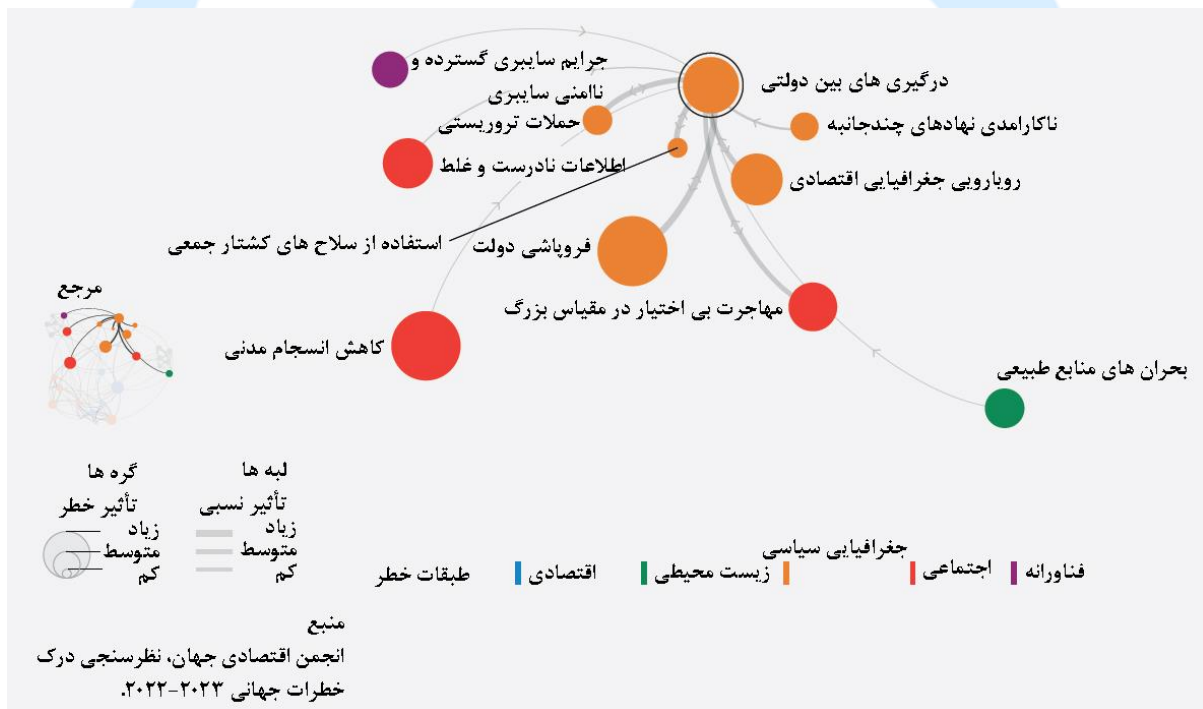 جرایم سایبری گسترده و
ناامنی سایبری
درگیری های بین دولتی
حملات تروریستی
ناکارامدی نهادهای چندجانبه
اطلاعات نادرست و غلط
رویارویی جغرافیایی اقتصادی
استفاده از سلاح های کشتار جمعی
فروپاشی دولت
مهاجرت بی اختیار در مقیاس بزرگ
کاهش انسجام مدنی
بحران های منابع طبیعی
مرجع
گره ها
تأثیر خطر
زیاد
متوسط
کم
لبه ها
تأثیر نسبی
زیاد
متوسط
کم
فناورانه
اجتماعی
جغرافیایی سیاسی
زیست محیطی
اقتصادی
طبقات خطر
منبع
انجمن اقتصادی جهان، نظرسنجی درک
خطرات جهانی ۲۰۲۳-۲۰۲۲.